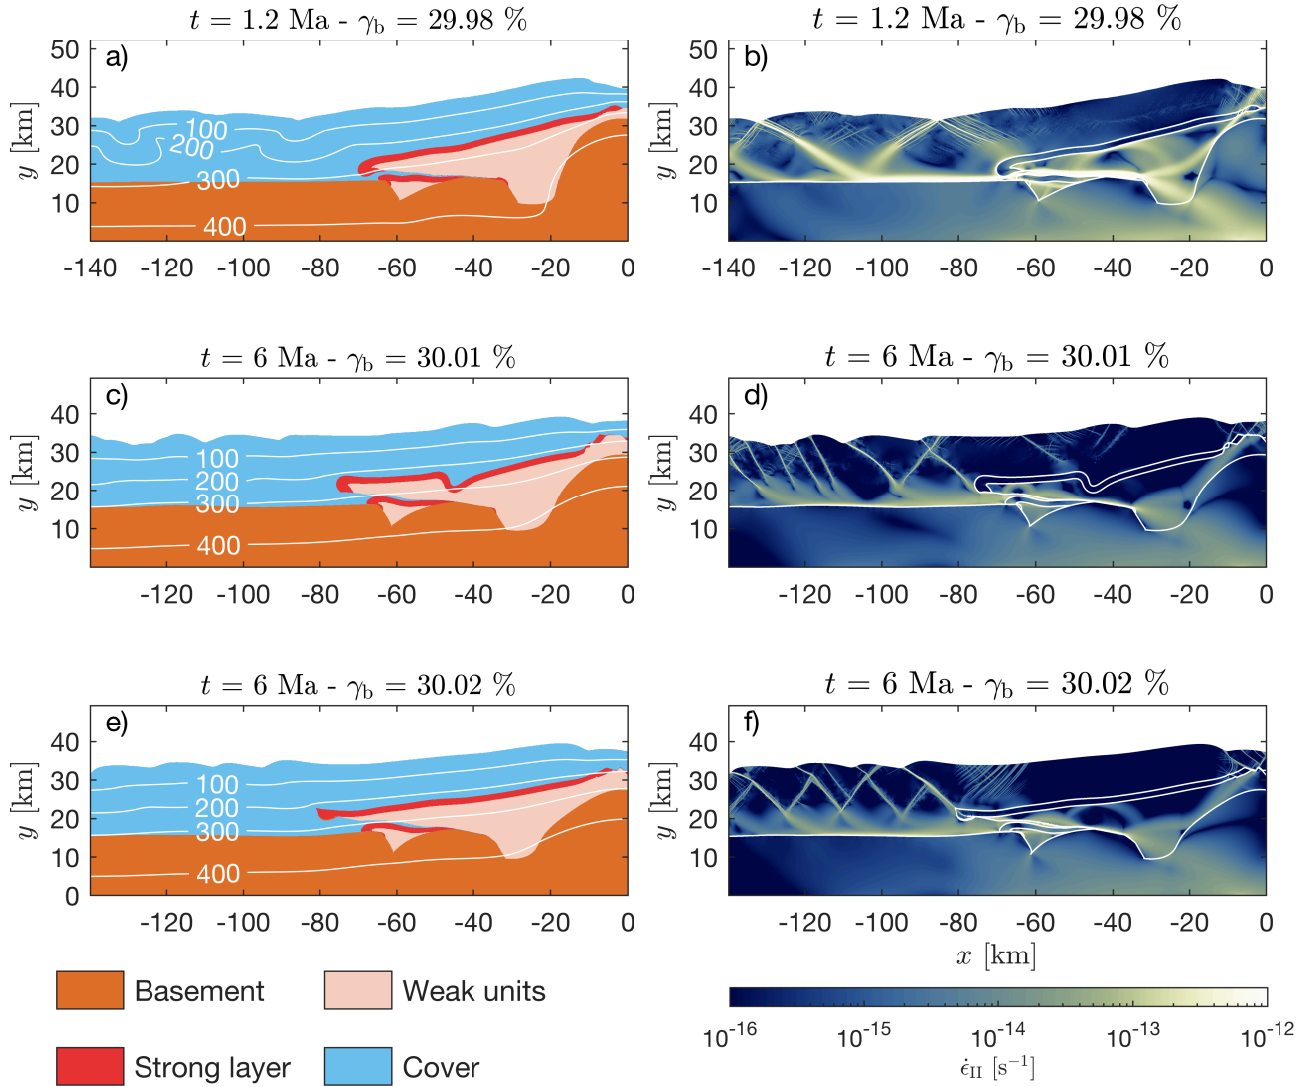 t = 1.2 Ma - γb = 29.98 %
t = 1.2 Ma - γb = 29.98 %
a)
b)
y [km]
50
40
30
20
10
100
200
300
400
-140 -120 -100 -80 -60 -40 -20 0
y [km]
50
40
30
20
10
-140 -120 -100 -80 -60 -40 -20 0
t = 6 Ma - γb = 30.01 %
t = 6 Ma - γb = 30.01 %
c)
d)
y [km]
40
30
20
10
100
200
300
400
-120 -100 -80 -60 -40 -20 0
y [km]
40
30
20
10
-120 -100 -80 -60 -40 -20 0
t = 6 Ma - γb = 30.02 %
t = 6 Ma - γb = 30.02 %
e)
f)
y [km]
40
30
20
10
0
100
200
300
400
-120 -100 -80 -60 -40 -20 0
y [km]
40
30
20
10
-120 -100 -80 -60 -40 -20 0
x [km]
Basement
Weak units
Strong layer
Cover
10-16 10-15 10-14 10-13 10-12
ε̇II [s−1]